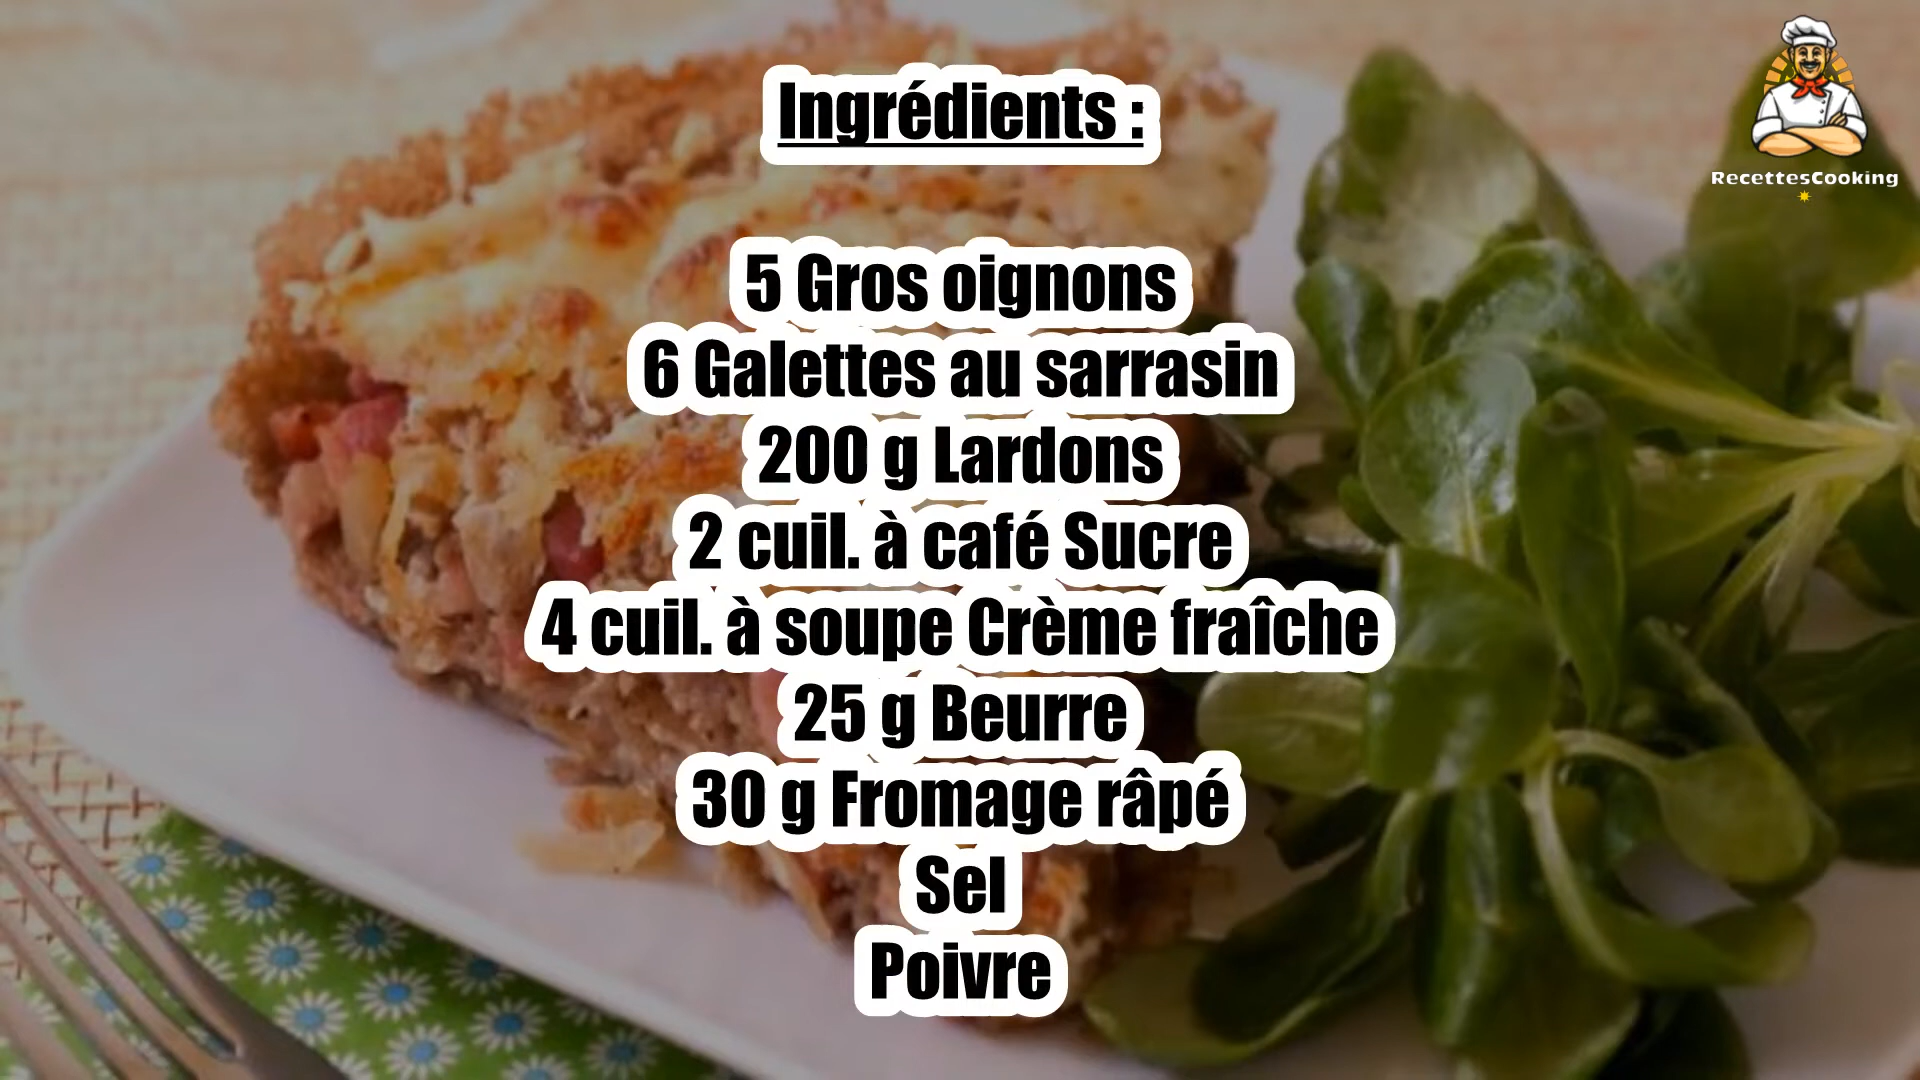 Ingrédients :
RecettesCooking
5 Gros oignons
6 Galettes au sarrasin
200 g Lardons
2 cuil. à café Sucre
4 cuil. à soupe Crème fraîche
25 g Beurre
30 g Fromage râpé
Sel
Poivre